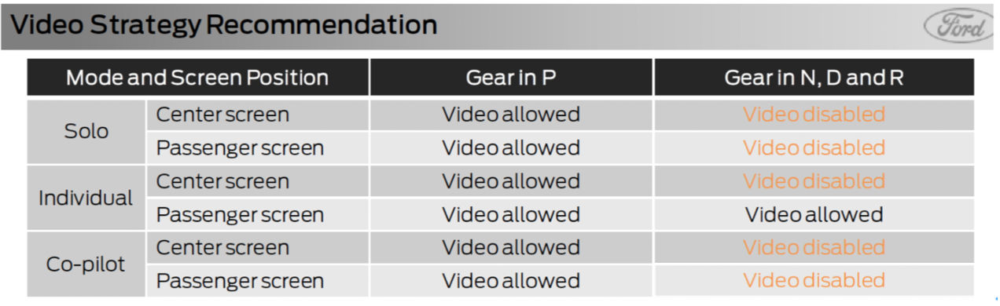 Video Strategy Recommendation
Ford
Mode and Screen Position Gear in P Gear in N, D and R
Solo
Center screen Video allowed Video disabled
Passenger screen Video allowed Video disabled
Individual
Center screen Video allowed Video disabled
Passenger screen Video allowed Video allowed
Co-pilot
Center screen Video allowed Video disabled
Passenger screen Video allowed Video disabled